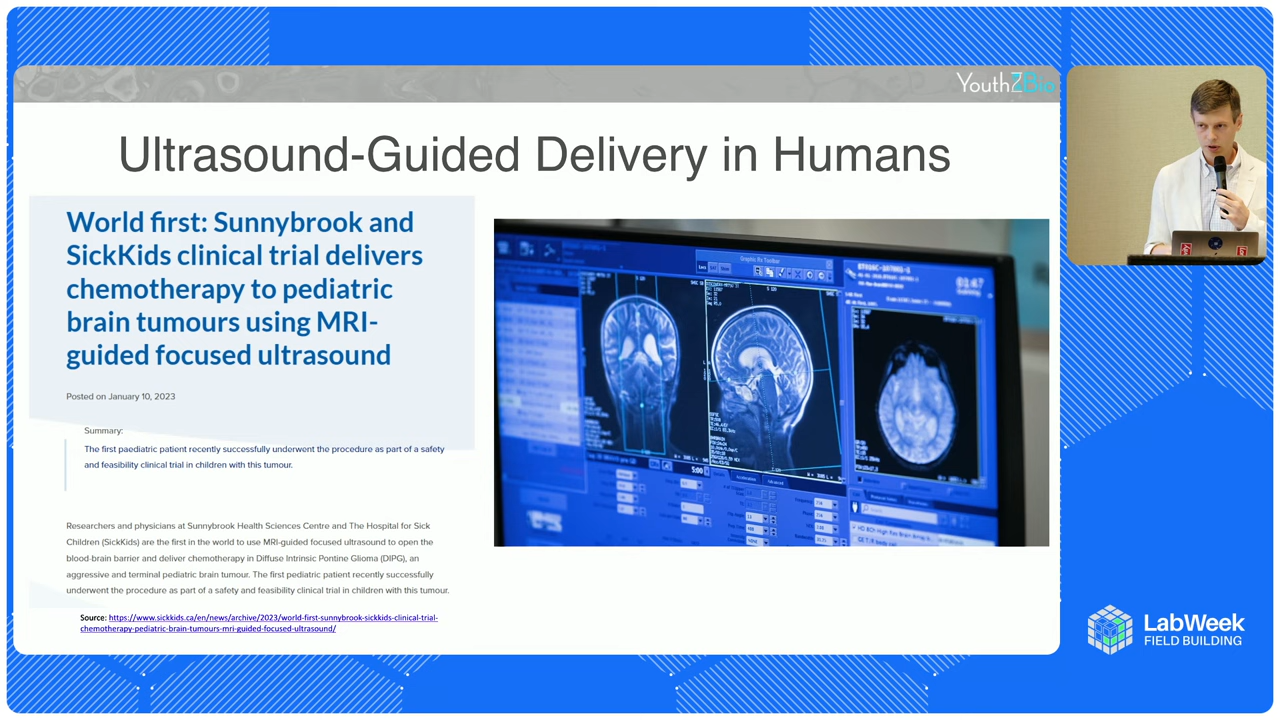 YouthZBio
Ultrasound-Guided Delivery in Humans
World first: Sunnybrook and
SickKids clinical trial delivers
chemotherapy to pediatric
brain tumours using MRI-
guided focused ultrasound
Posted on January 10, 2023
Summary:
The first paediatric patient recently successfully underwent the procedure as part of a safety
and feasibility clinical trial in children with this tumour.
Researchers and physicians at Sunnybrook Health Sciences Centre and The Hospital for Sick
Children (SickKids) are the first in the world to use MRI-guided focused ultrasound to open the
blood-brain barrier and deliver chemotherapy in Diffuse Intrinsic Pontine Glioma (DIPG), an
aggressive and terminal pediatric brain tumour. The first pediatric patient recently successfully
underwent the procedure as part of a safety and feasibility clinical trial in children with this tumour.
Source: https://www.sickkids.ca/en/news/archive/2023/world-first-sunnybrook-sickkids-clinical-trial-
chemotherapy-pediatric-brain-tumours-mri-guided-focused-ultrasound/
Graphic Rx Toolbar
5:00
LabWeek
FIELD BUILDING